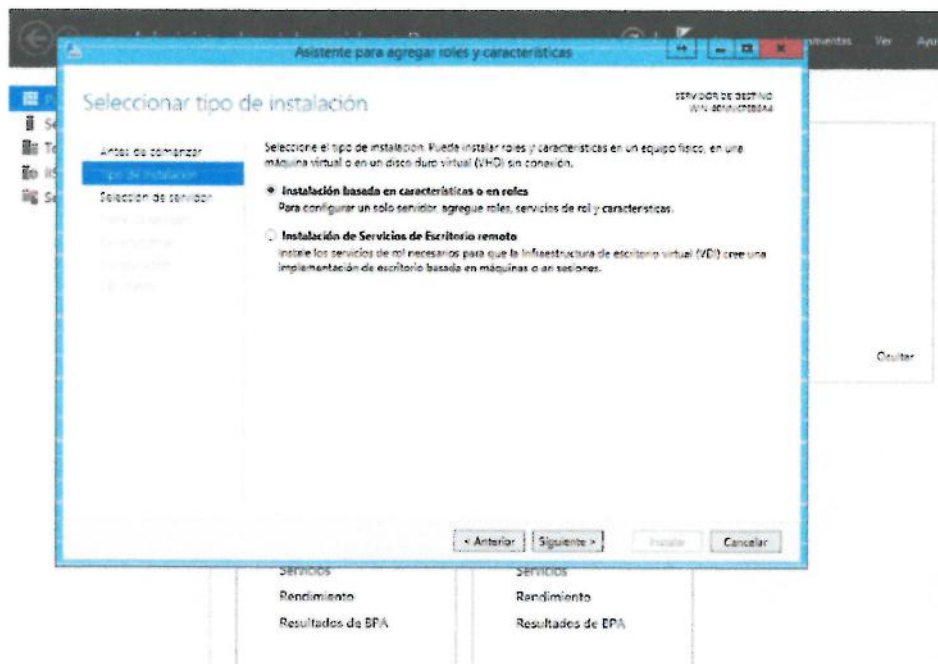 Ver
Asistente para agregar roles y características
Seleccionar tipo de instalación
SERVIDOR DE DESTINO
Antes de comenzar
Tipo de instalación
Selección de servidor
Seleccione el tipo de instalación. Puede instalar roles y características en un equipo físico, en una
máquina virtual o en un disco duro virtual (VHD) sin conexión.
Instalación basada en características o en roles
Para configurar un solo servidor, agregue roles, servicios de rol y características.
Instalación de Servicios de Escritorio remoto
Instale los servicios de rol necesarios para que la Infraestructura de escritorio virtual (VDI) cree una
implementación de escritorio basada en máquinas o en sesiones.
Ocultar
< Anterior
Siguiente >
Instalar
Cancelar
Servicios
Servicios
Rendimiento
Rendimiento
Resultados de BPA
Resultados de BPA